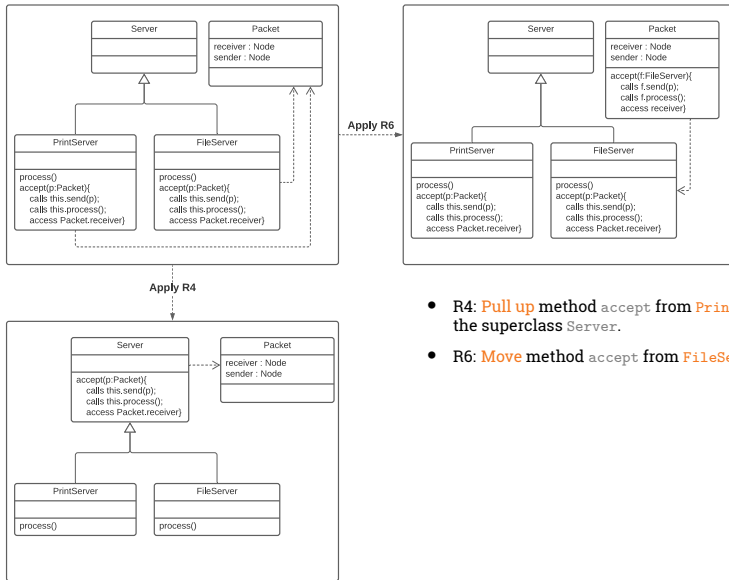 Server
Packet
receiver : Node
sender : Node
PrintServer
process()
accept(p:Packet){
calls this.send(p);
calls this.process();
access Packet.receiver}
FileServer
process()
accept(p:Packet){
calls this.send(p);
calls this.process();
access Packet.receiver}
Apply R6
Server
Packet
receiver : Node
sender : Node
accept(f:FileServer){
calls f.send(p);
calls f.process();
access receiver}
PrintServer
process()
accept(p:Packet){
calls this.send(p);
calls this.process();
access Packet.receiver}
FileServer
process()
accept(p:Packet){
calls this.send(p);
calls this.process();
access Packet.receiver}
Apply R4
Server
accept(p:Packet){
calls this.send(p);
calls this.process();
access Packet.receiver}
Packet
receiver : Node
sender : Node
PrintServer
process()
FileServer
process()
• R4: Pull up method accept from Prin
the superclass Server.
• R6: Move method accept from FileSe